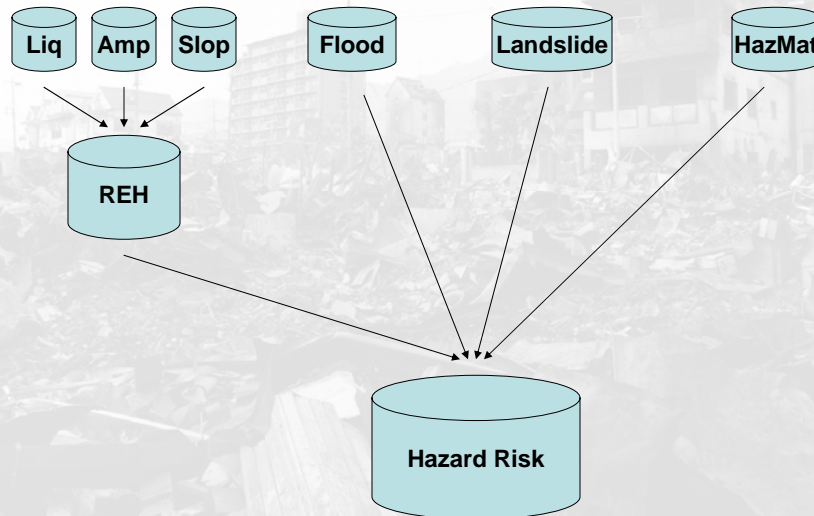 Liq
Amp
Slop
Flood
Landslide
HazMat
REH
Hazard Risk